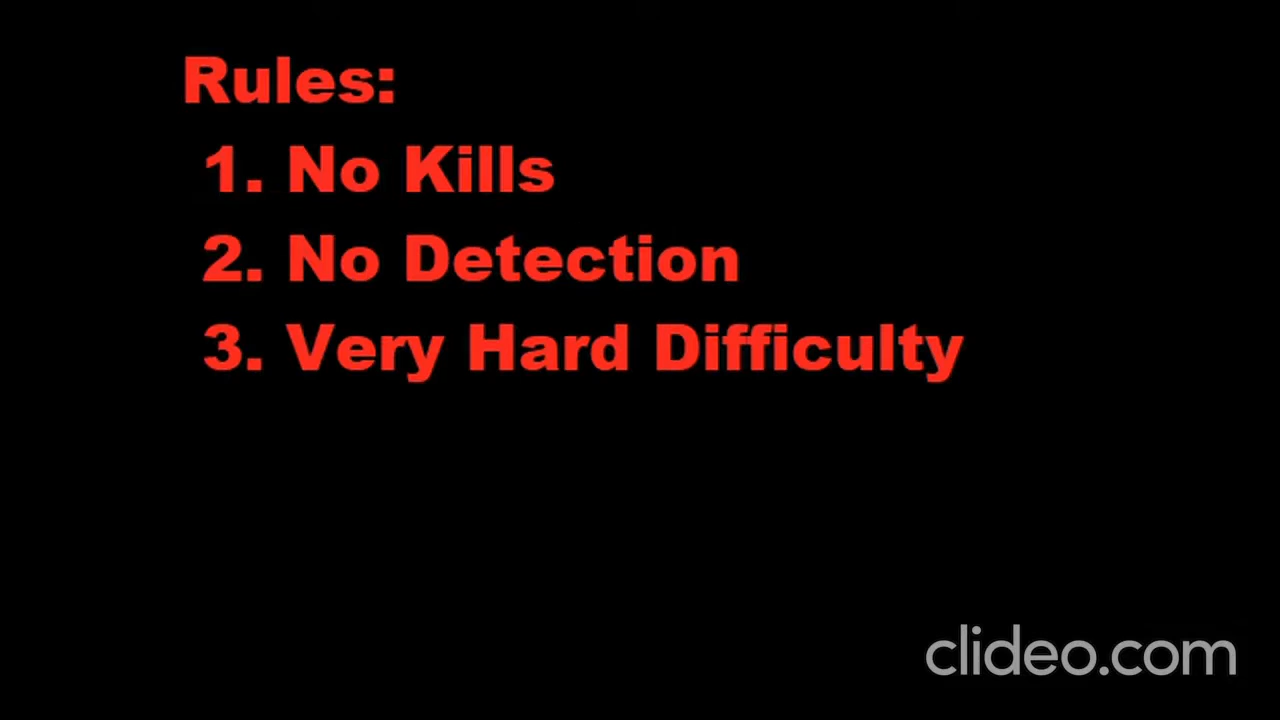 Rules:
1. No Kills
2. No Detection
3. Very Hard Difficulty
clideo.com